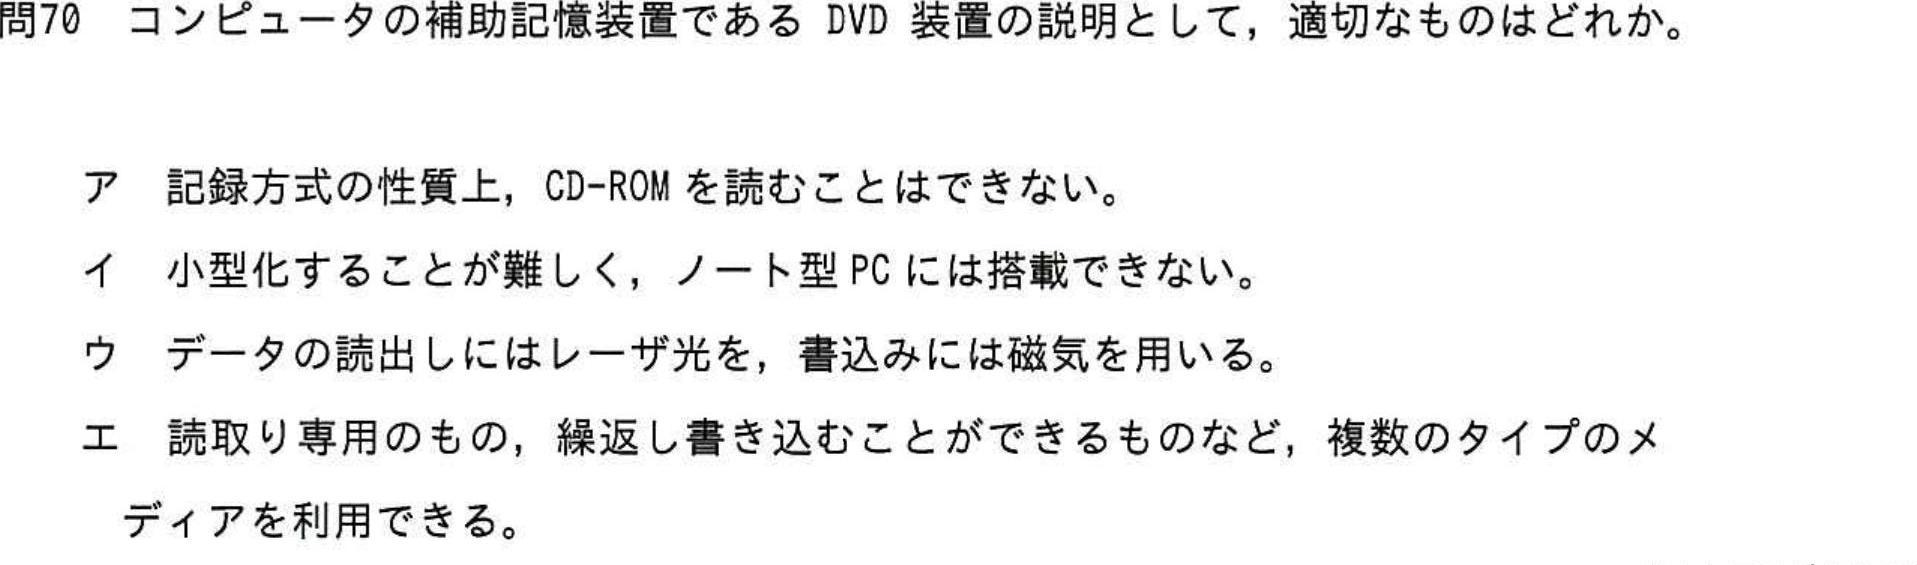 問70 コンピュータの補助記憶装置である DVD 装置の説明として，適切なものはどれか。
ア 記録方式の性質上，CD-ROM を読むことはできない。
イ 小型化することが難しく，ノート型 PC には搭載できない。
ウ データの読出しにはレーザ光を，書込みには磁気を用いる。
エ 読取り専用のもの，繰返し書き込むことができるものなど，複数のタイプのメ
ディアを利用できる。